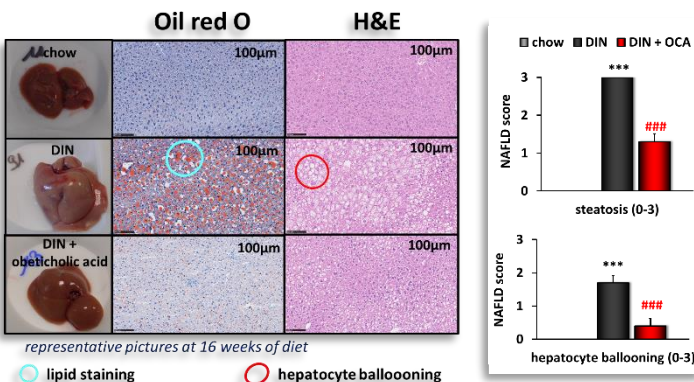 Oil red O H&E
chow 100µm 100µm
DIN 100µm 100µm
DIN +
obeticholic acid 100µm 100µm
representative pictures at 16 weeks of diet
lipid staining hepatocyte balloooning
chow DIN DIN + OCA
NAFLD score
3
2
1
0
***
###
steatosis (0-3)
NAFLD score
3
2
1
0
***
###
hepatocyte ballooning (0-3)